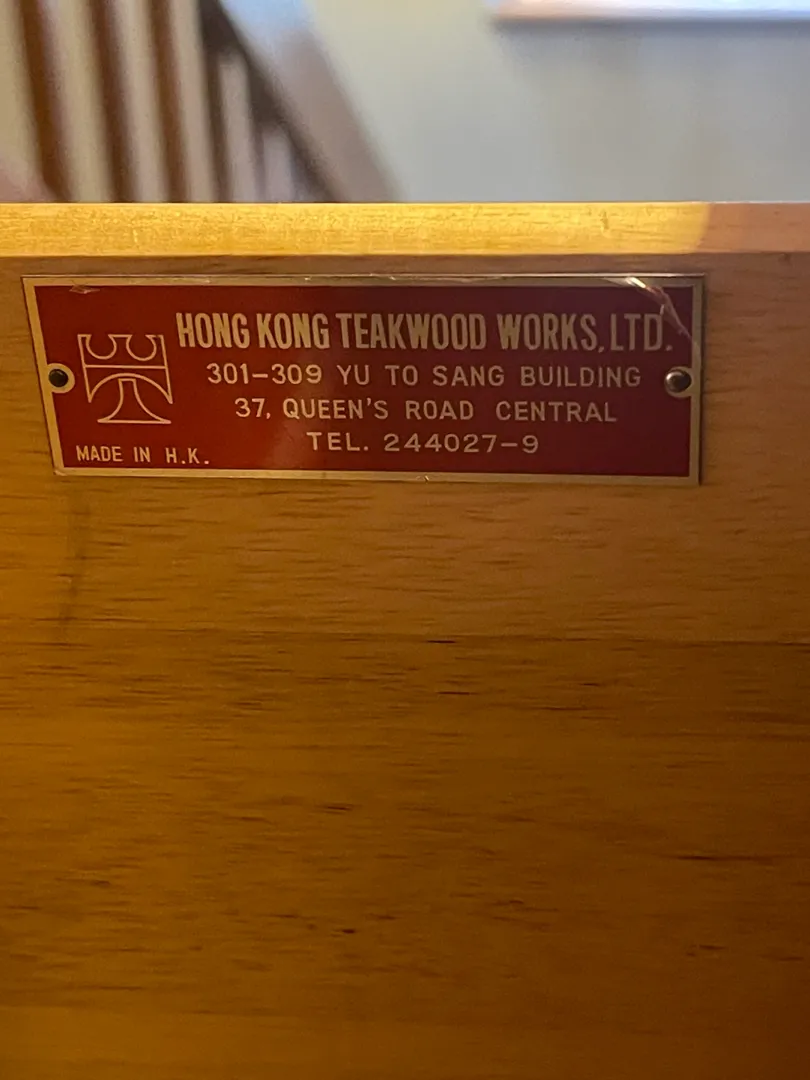 HONG KONG TEAKWOOD WORKS, LTD.
301-309 YU TO SANG BUILDING
37, QUEEN'S ROAD CENTRAL
TEL. 244027-9
MADE IN H.K.